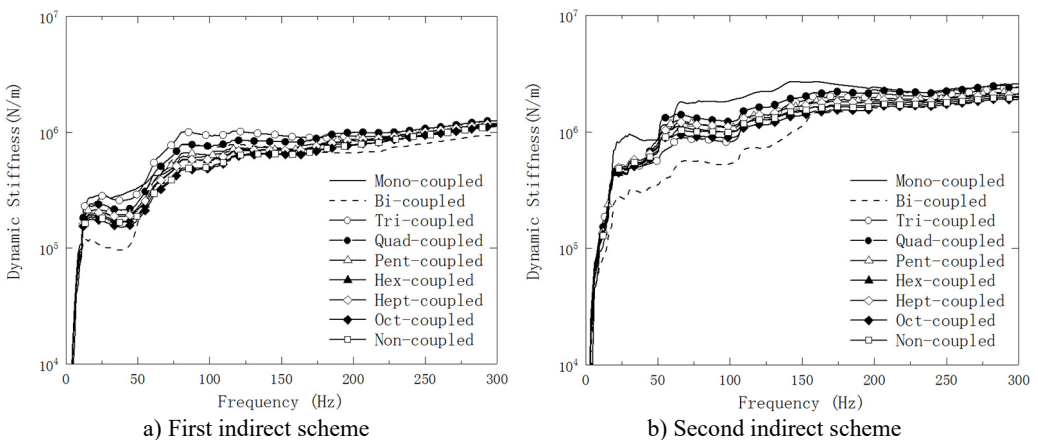 10⁷
10⁶
10⁵
10⁴
Dynamic Stiffness(N/m)
Mono-coupled
Bi-coupled
Tri-coupled
Quad-coupled
Pent-coupled
Hex-coupled
Hept-coupled
Oct-coupled
Non-coupled
0 50 100 150 200 250 300
Frequency (Hz)
a) First indirect scheme
10⁷
10⁶
10⁵
10⁴
Dynamic Stiffness(N/m)
Mono-coupled
Bi-coupled
Tri-coupled
Quad-coupled
Pent-coupled
Hex-coupled
Hept-coupled
Oct-coupled
Non-coupled
0 50 100 150 200 250 300
Frequency (Hz)
b) Second indirect scheme